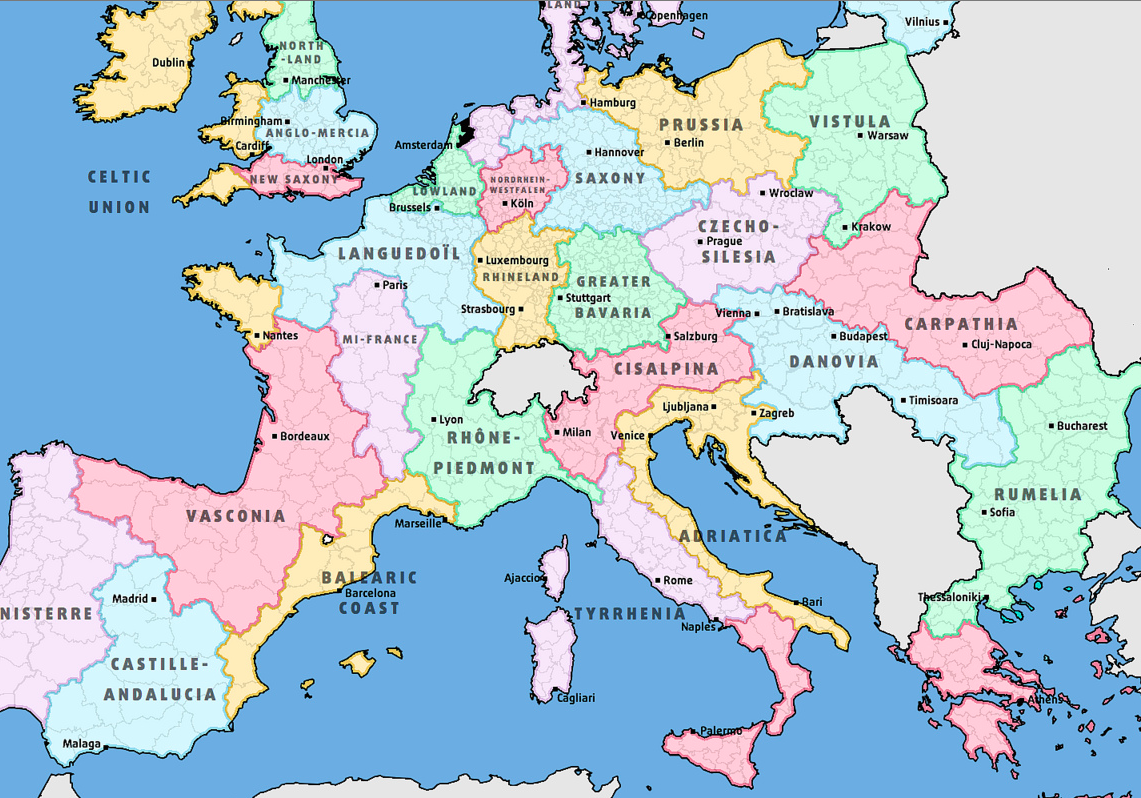 LAND
Copenhagen
Vilnius
NORTH
-LAND
Dublin
Manchester
Hamburg
Birmingham
ANGLO-MERCIA
PRUSSIA
VISTULA
Warsaw
Berlin
Cardiff
London
Amsterdam
Hannover
CELTIC
UNION
NEW SAXONY
LOWLAND
NORDRHEIN-
WESTFALEN
SAXONY
Köln
Brussels
Wroclaw
Krakow
CZECHO-
SILESIA
Prague
LANGUEDOÏL
Luxembourg
RHINELAND
GREATER
BAVARIA
Paris
Stuttgart
Strasbourg
Vienna
Bratislava
CARPATHIA
Nantes
MI-FRANCE
Salzburg
Budapest
Cluj-Napoca
CISALPINA
DANOVIA
Timisoara
Ljubljana
Zagreb
Lyon
Bucharest
Bordeaux
RHÔNE-
PIEDMONT
Milan
Venice
RUMELIA
Sofia
VASCONIA
Marseille
ADRIATICA
BALEARIC
COAST
Barcelona
Ajaccio
Rome
Madrid
NISTERRE
TYRRHENIA
Naples
Bari
Thessaloniki
CASTILLE-
ANDALUCIA
Cagliari
Athens
Malaga
Palermo